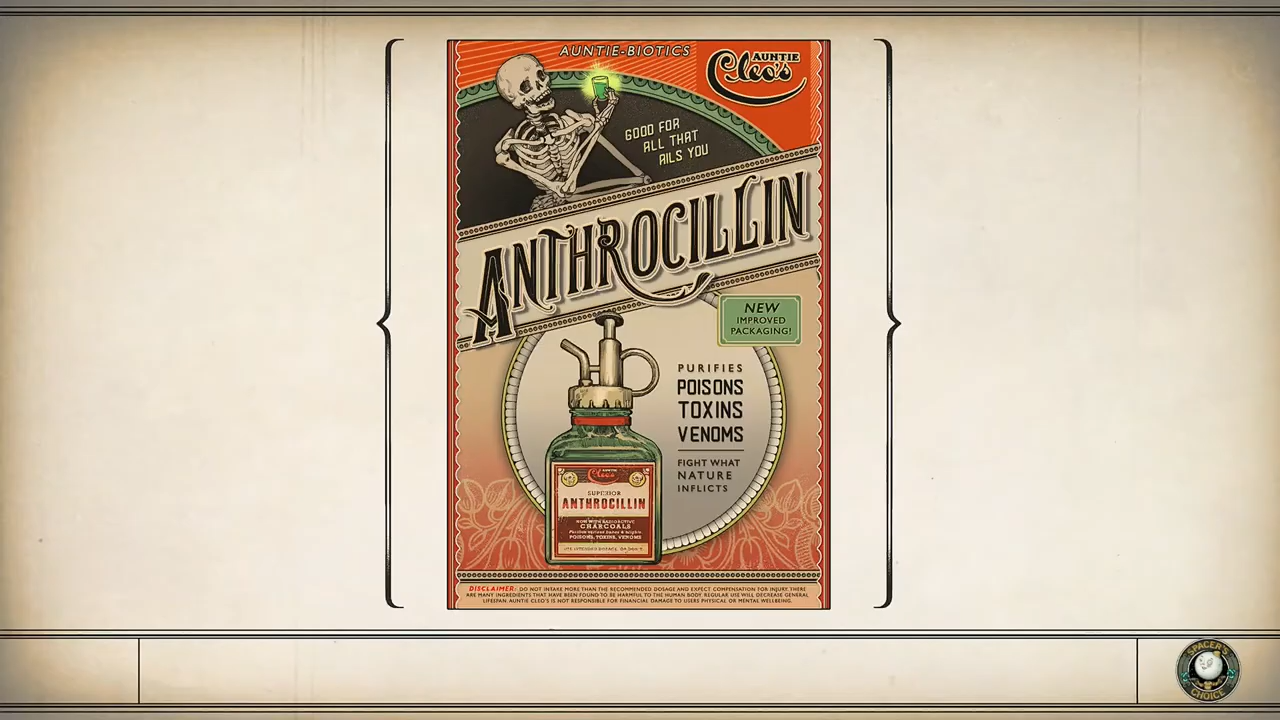 AUNTIE-BIOTICS
AUNTIE
Cleo's
GOOD FOR
ALL THAT
AILS YOU
ANTHROCILLIN
NEW
IMPROVED
PACKAGING!
PURIFIES
POISONS
TOXINS
VENOMS
FIGHT WHAT
NATURE
INFLICTS
AUNTIE
Cleo's
SUPERIOR
ANTHROCILLIN
NOW WITH RADIOACTIVE
CHARCOALS
POISONS, TOXINS, VENOMS
DISCLAIMER: DO NOT INTAKE MORE THAN THE RECOMMENDED DOSAGE AND EXPECT COMPENSATION FOR INJURY. THERE
ARE MANY INGREDIENTS THAT HAVE BEEN FOUND TO BE HARMFUL TO THE HUMAN BODY. REGULAR USE WILL DECREASE GENERAL
LIFESPAN. AUNTIE CLEO'S IS NOT RESPONSIBLE FOR FINANCIAL DAMAGE TO USERS PHYSICAL OR MENTAL WELLBEING.
SPACER'S
CHOICE